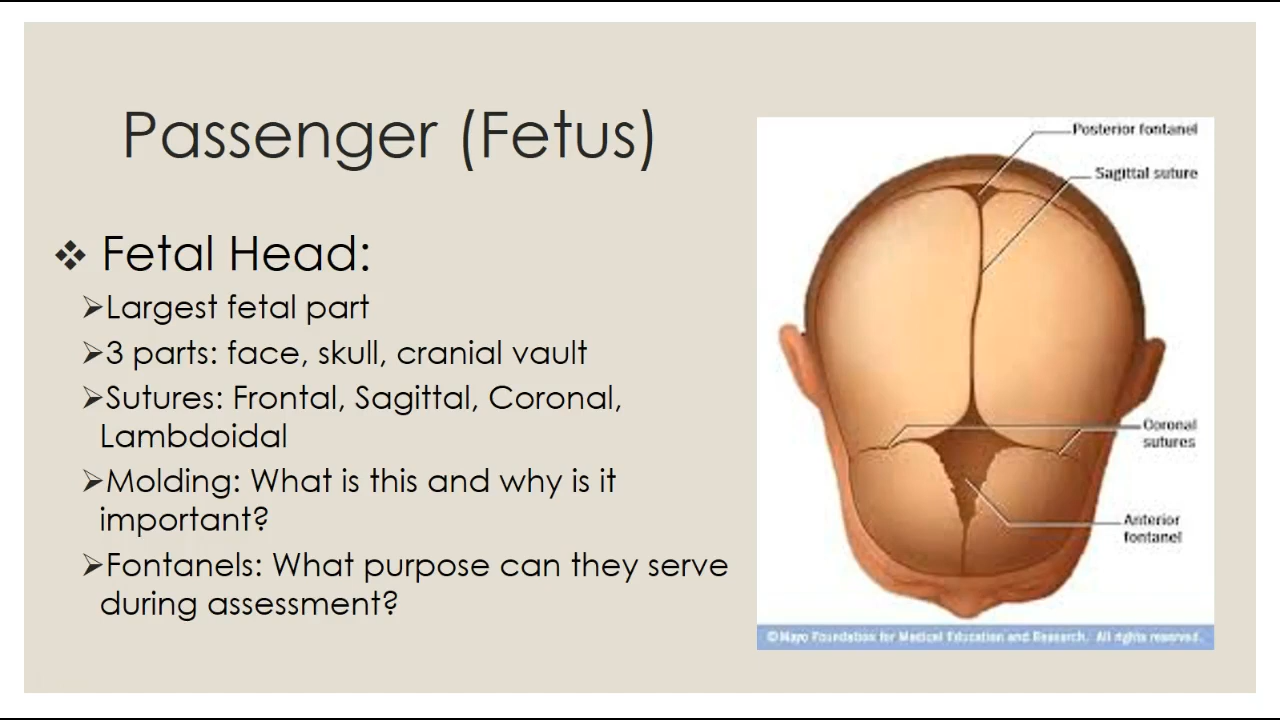 Passenger (Fetus)
❖ Fetal Head:
➢Largest fetal part
➢3 parts: face, skull, cranial vault
➢Sutures: Frontal, Sagittal, Coronal,
Lambdoidal
➢Molding: What is this and why is it
important?
➢Fontanels: What purpose can they serve
during assessment?
Posterior fontanel
Sagittal suture
Coronal
sutures
Anterior
fontanel
© Mayo Foundation for Medical Education and Research. All rights reserved.